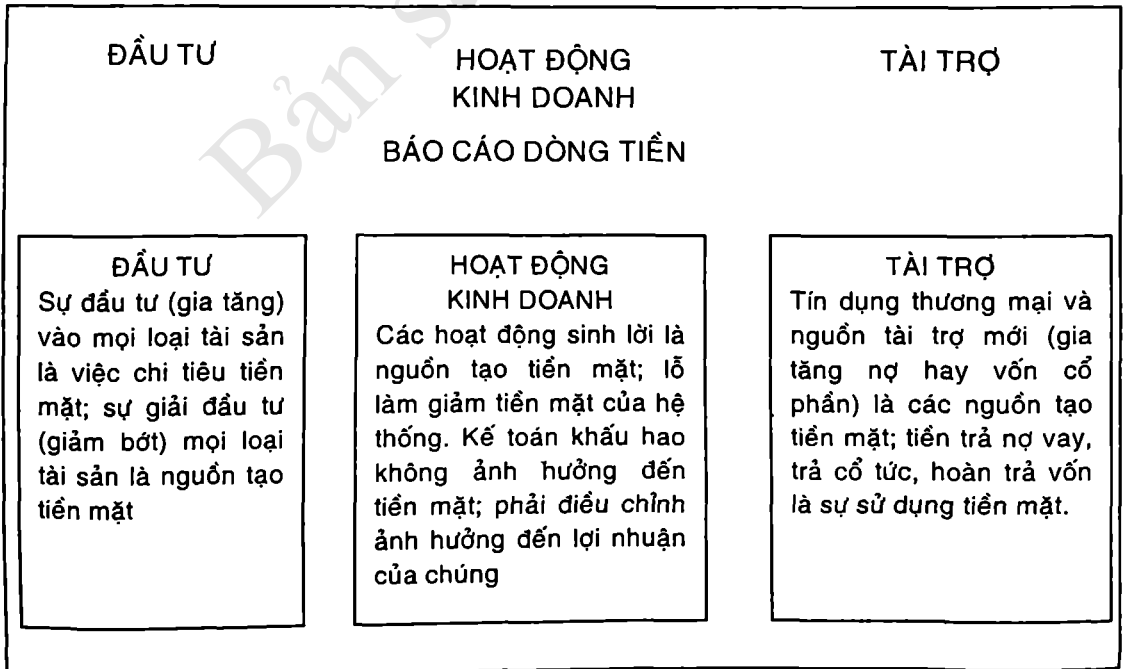 Bản s
ĐẦU TƯ
HOẠT ĐỘNG
KINH DOANH
TÀI TRỢ
BÁO CÁO DÒNG TIỀN
ĐẦU TƯ
Sự đầu tư (gia tăng)
vào mọi loại tài sản
là việc chi tiêu tiền
mặt; sự giải đầu tư
(giảm bớt) mọi loại
tài sản là nguồn tạo
tiền mặt
HOẠT ĐỘNG
KINH DOANH
Các hoạt động sinh lời là
nguồn tạo tiền mặt; lỗ
làm giảm tiền mặt của hệ
thống. Kế toán khấu hao
không ảnh hưởng đến
tiền mặt; phải điều chỉnh
ảnh hưởng đến lợi nhuận
của chúng
TÀI TRỢ
Tín dụng thương mại và
nguồn tài trợ mới (gia
tăng nợ hay vốn cổ
phần) là các nguồn tạo
tiền mặt; tiền trả nợ vay,
trả cổ tức, hoàn trả vốn
là sự sử dụng tiền mặt.